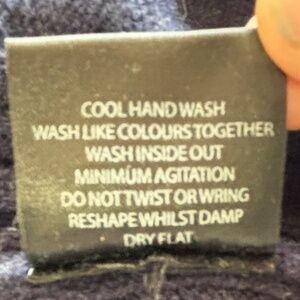 COOL HAND WASH
WASH LIKE COLOURS TOGETHER
WASH INSIDE OUT
MINIMUM AGITATION
DO NOT TWIST OR WRING
RESHAPE WHILST DAMP
DRY FLAT